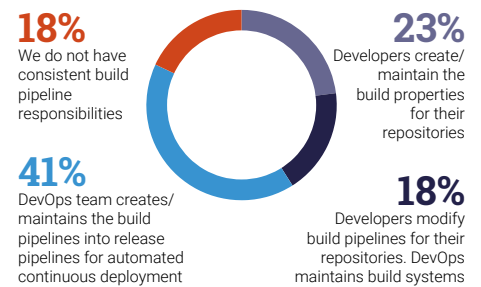 18%
We do not have
consistent build
pipeline
responsibilities
23%
Developers create/
maintain the
build properties
for their
repositories
41%
DevOps team creates/
maintains the build
pipelines into release
pipelines for automated
continuous deployment
18%
Developers modify
build pipelines for their
repositories. DevOps
maintains build systems